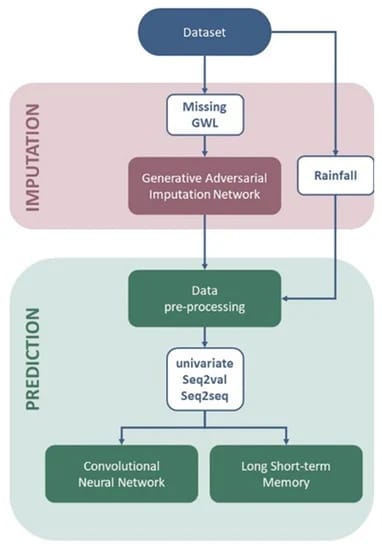 Dataset
IMPUTATION
Missing
GWL
Generative Adversarial
Imputation Network
Rainfall
PREDICTION
Data
pre-processing
univariate
Seq2val
Seq2seq
Convolutional
Neural Network
Long Short-term
Memory